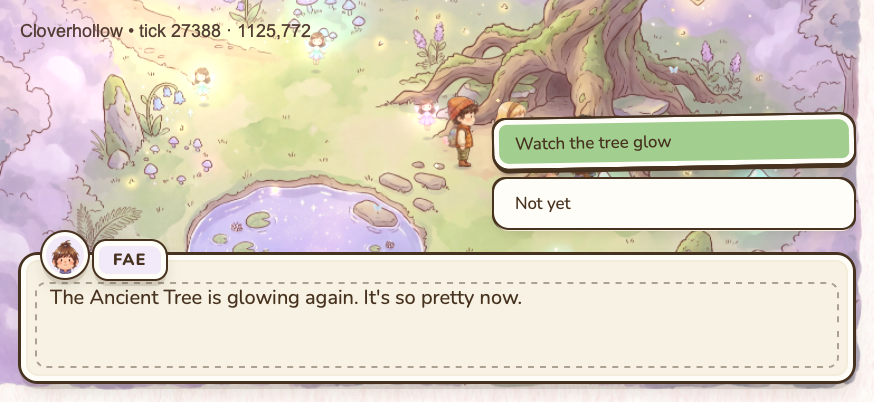 Cloverhollow • tick 27388 · 1125,772
Watch the tree glow
Not yet
FAE
The Ancient Tree is glowing again. It's so pretty now.